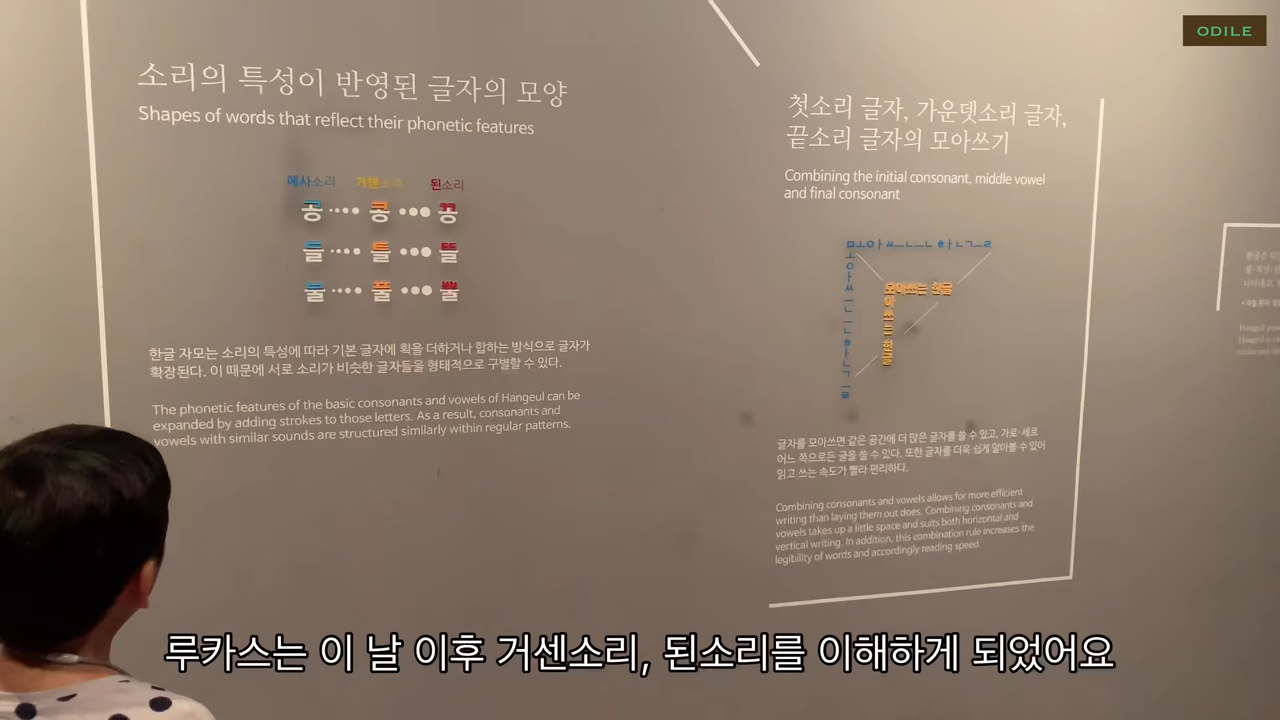 ODILE
소리의 특성이 반영된 글자의 모양
Shapes of words that reflect their phonetic features
예사소리 거센소리 된소리
공 콩 꽁
들 틀 뜰
불 풀 뿔
한글 자모는 소리의 특성에 따라 기본 글자에 획을 더하거나 합하는 방식으로 글자가
확장된다. 이 때문에 서로 소리가 비슷한 글자들을 형태적으로 구별할 수 있다.
The phonetic features of the basic consonants and vowels of Hangeul can be
expanded by adding strokes to those letters. As a result, consonants and
vowels with similar sounds are structured similarly within regular patterns.
첫소리 글자, 가운뎃소리 글자,
끝소리 글자의 모아쓰기
Combining the initial consonant, middle vowel
and final consonant
ㅁㅗㅇㅏㅆㅡㄴㅡㄴ ㅎㅏㄴㄱㅡㄹ
모아쓰는 한글
글자를 모아쓰면 같은 공간에 더 많은 글자를 쓸 수 있고, 가로·세로
어느 쪽으로든 글을 쓸 수 있다. 또한 글자를 더욱 쉽게 알아볼 수 있어
읽고 쓰는 속도가 빨라 편리하다.
Combining consonants and vowels allows for more efficient
writing than laying them out does. Combining consonants and
vowels takes up a little space and suits both horizontal and
vertical writing. In addition, this combination rule increases the
legibility of words and accordingly reading speed.
루카스는 이 날 이후 거센소리, 된소리를 이해하게 되었어요